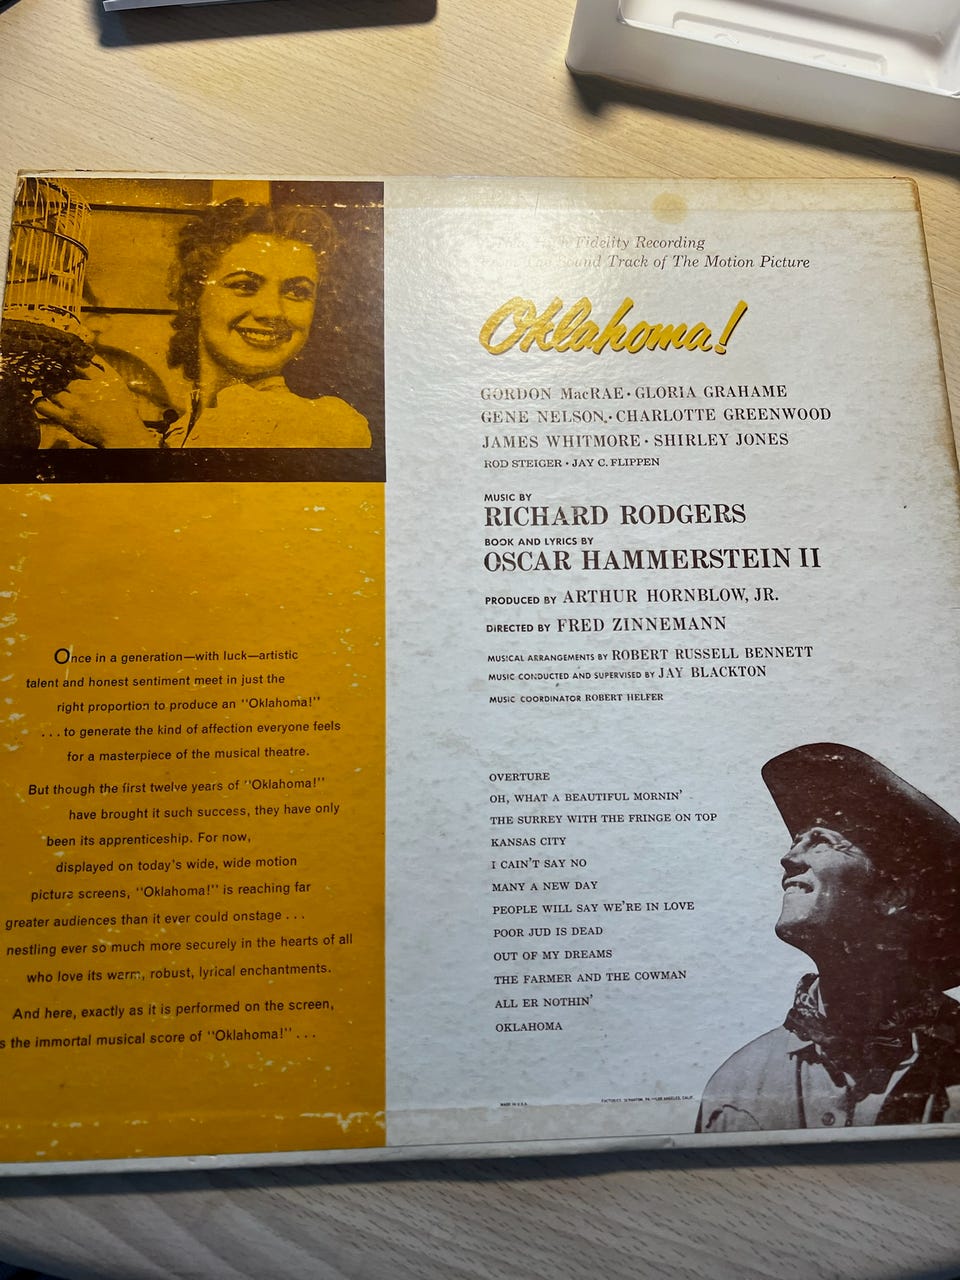 Once in a generation—with luck—artistic
talent and honest sentiment meet in just the
right proportion to produce an "Oklahoma!"
. . . to generate the kind of affection everyone feels
for a masterpiece of the musical theatre.
But though the first twelve years of "Oklahoma!"
have brought it such success, they have only
been its apprenticeship. For now,
displayed on today's wide, wide motion
picture screens, "Oklahoma!" is reaching far
greater audiences than it ever could onstage . . .
nestling ever so much more securely in the hearts of all
who love its warm, robust, lyrical enchantments.
And here, exactly as it is performed on the screen,
s the immortal musical score of "Oklahoma!" . . .
Fidelity Recording
The Sound Track of The Motion Picture
Oklahoma!
GORDON MacRAE · GLORIA GRAHAME
GENE NELSON · CHARLOTTE GREENWOOD
JAMES WHITMORE · SHIRLEY JONES
ROD STEIGER · JAY C. FLIPPEN
MUSIC BY
RICHARD RODGERS
BOOK AND LYRICS BY
OSCAR HAMMERSTEIN II
PRODUCED BY ARTHUR HORNBLOW, JR.
DIRECTED BY FRED ZINNEMANN
MUSICAL ARRANGEMENTS BY ROBERT RUSSELL BENNETT
MUSIC CONDUCTED AND SUPERVISED BY JAY BLACKTON
MUSIC COORDINATOR ROBERT HELFER
OVERTURE
OH, WHAT A BEAUTIFUL MORNIN'
THE SURREY WITH THE FRINGE ON TOP
KANSAS CITY
I CAIN'T SAY NO
MANY A NEW DAY
PEOPLE WILL SAY WE'RE IN LOVE
POOR JUD IS DEAD
OUT OF MY DREAMS
THE FARMER AND THE COWMAN
ALL ER NOTHIN'
OKLAHOMA
MADE IN U.S.A.
FACTORIES: SCRANTON, PA.—LOS ANGELES, CALIF.